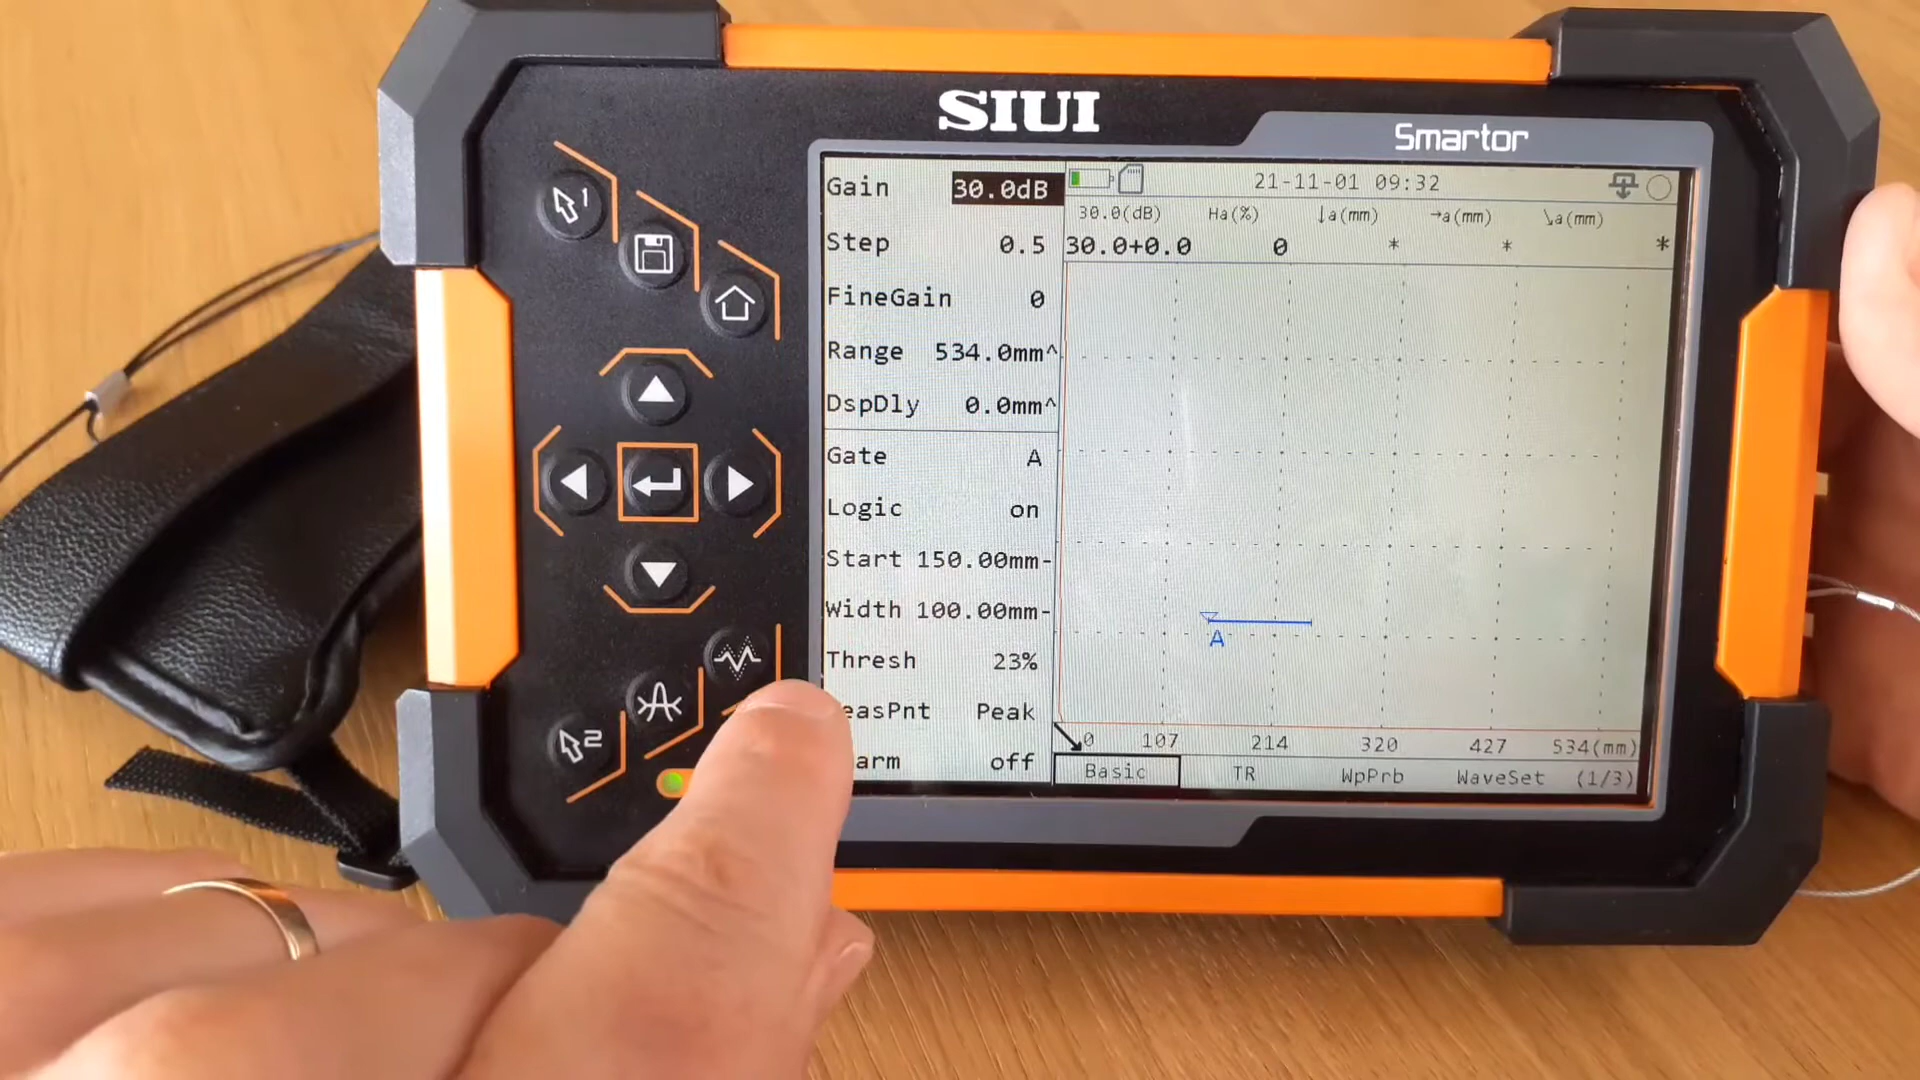 SIUI
Smartor
1
2
Gain 30.0dB
Step 0.5
FineGain 0
Range 534.0mm^
DspDly 0.0mm^
Gate A
Logic on
Start 150.00mm-
Width 100.00mm-
Thresh 23%
easPnt Peak
arm off
21-11-01 09:32
30.0(dB) Ha(%) ↓a(mm) →a(mm) ↘a(mm)
30.0+0.0 0 * * *
A
0 107 214 320 427 534(mm)
Basic TR WpPrb WaveSet (1/3)